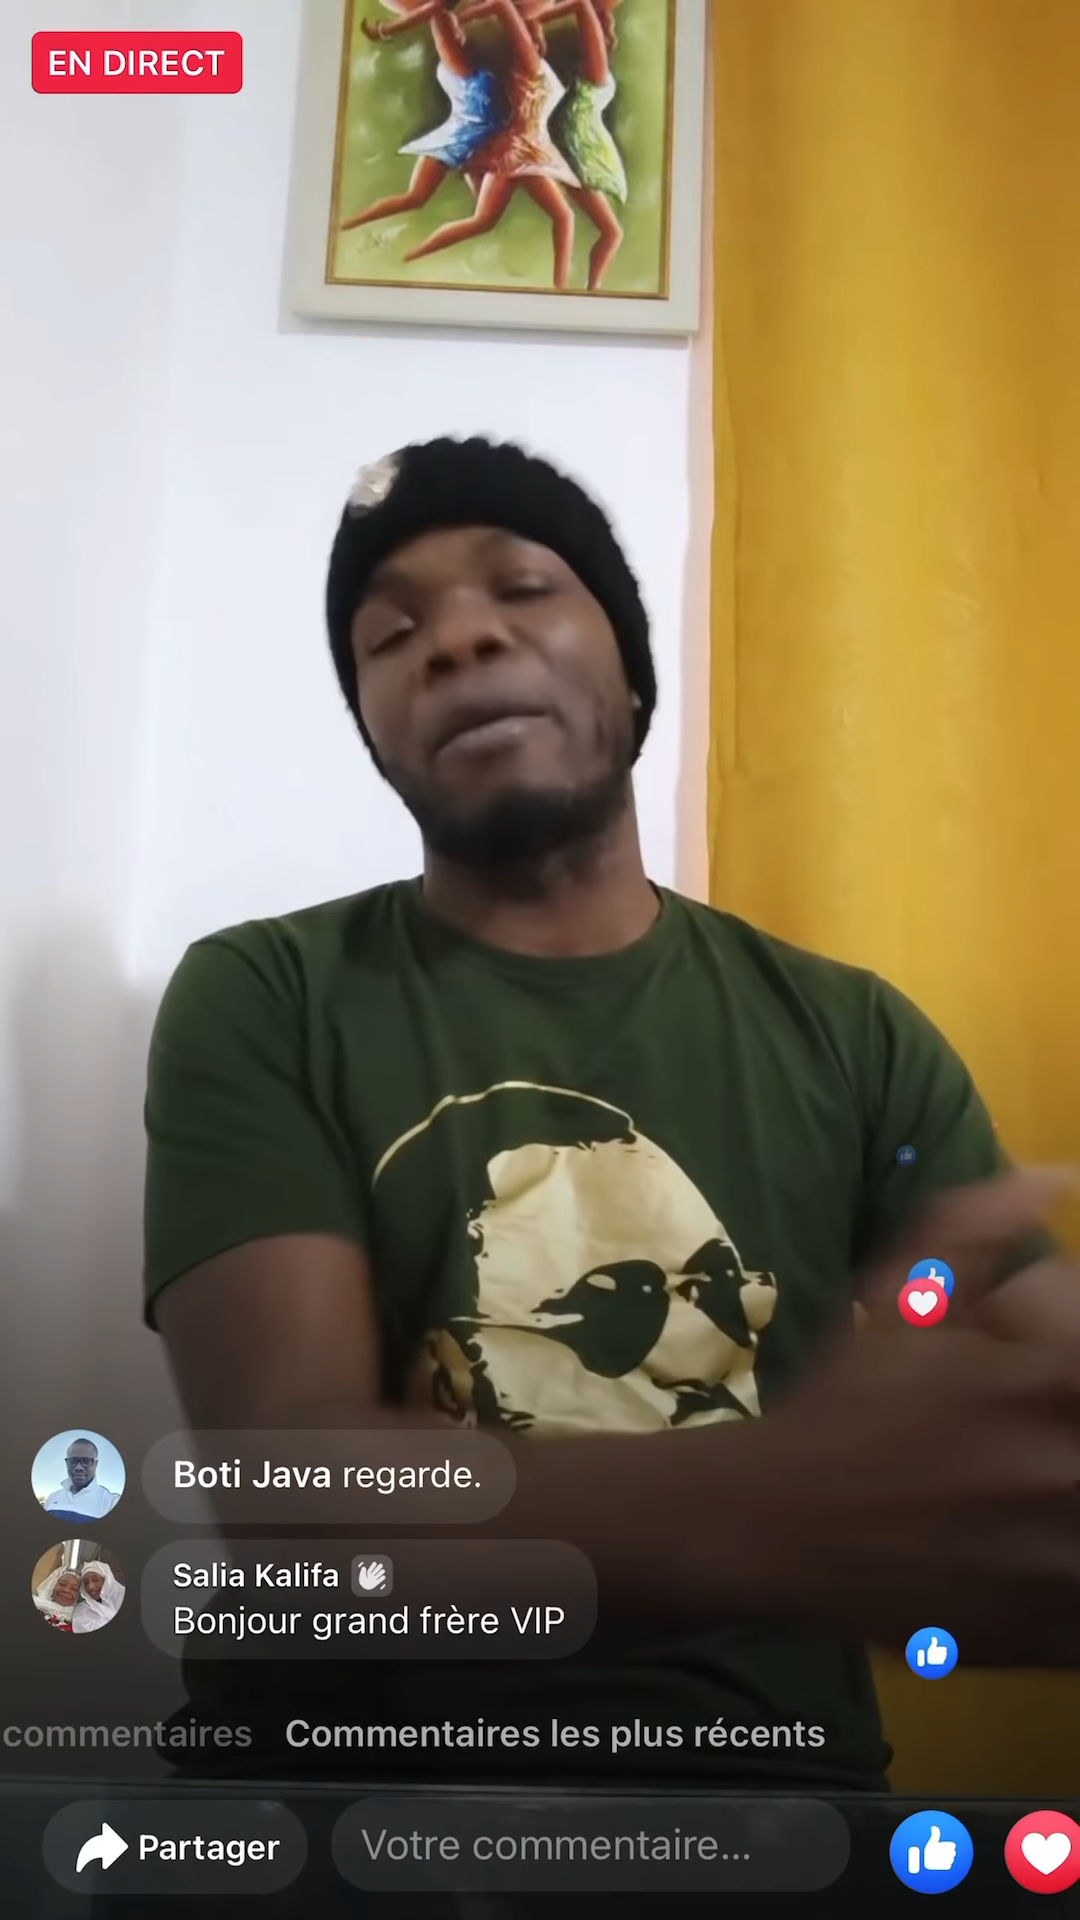 EN DIRECT
Boti Java regarde.
Salia Kalifa
Bonjour grand frère VIP
commentaires Commentaires les plus récents
Partager Votre commentaire...